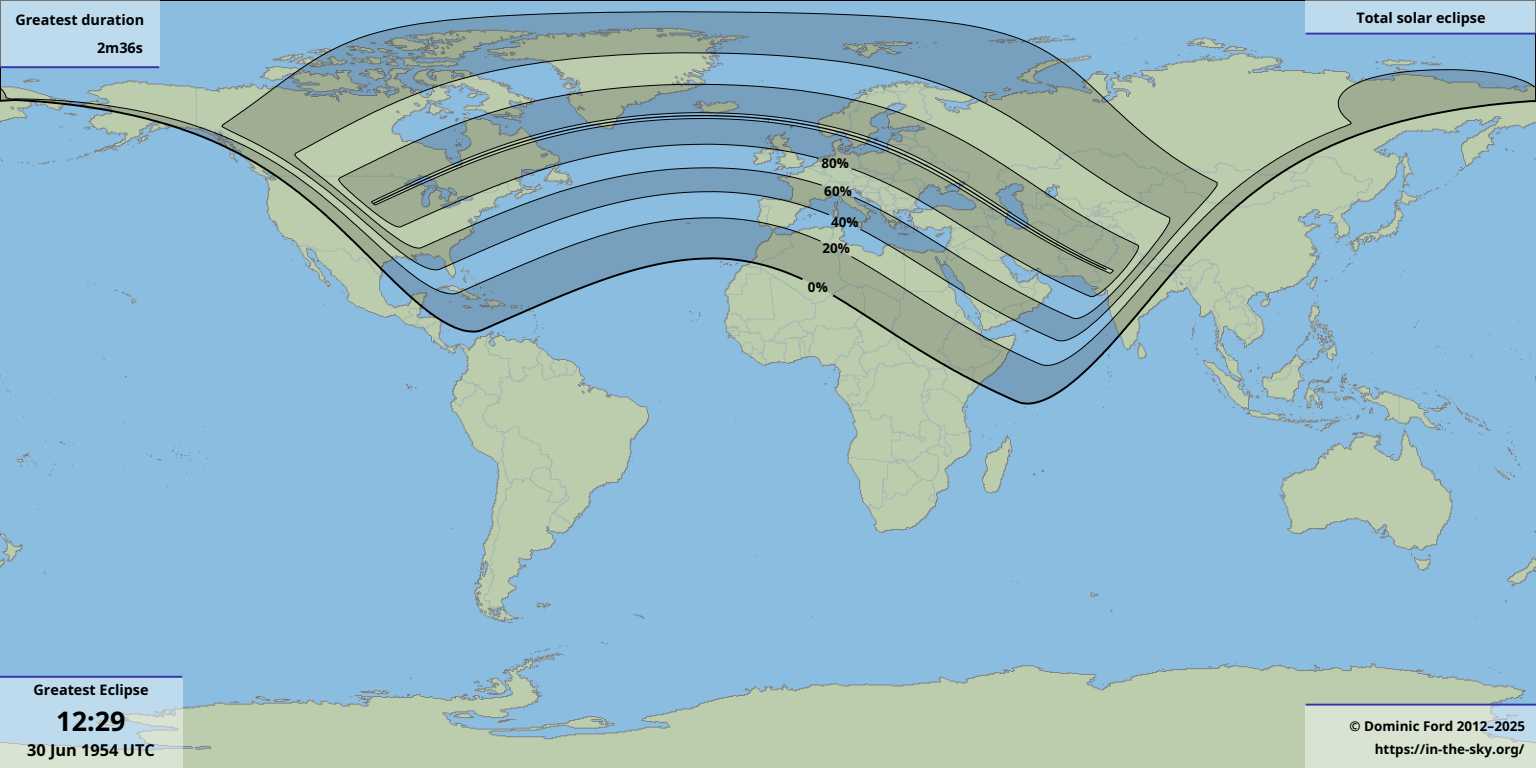 Greatest duration
2m36s
Total solar eclipse
80%
60%
40%
20%
0%
Greatest Eclipse
12:29
30 Jun 1954 UTC
© Dominic Ford 2012–2025
https://in-the-sky.org/